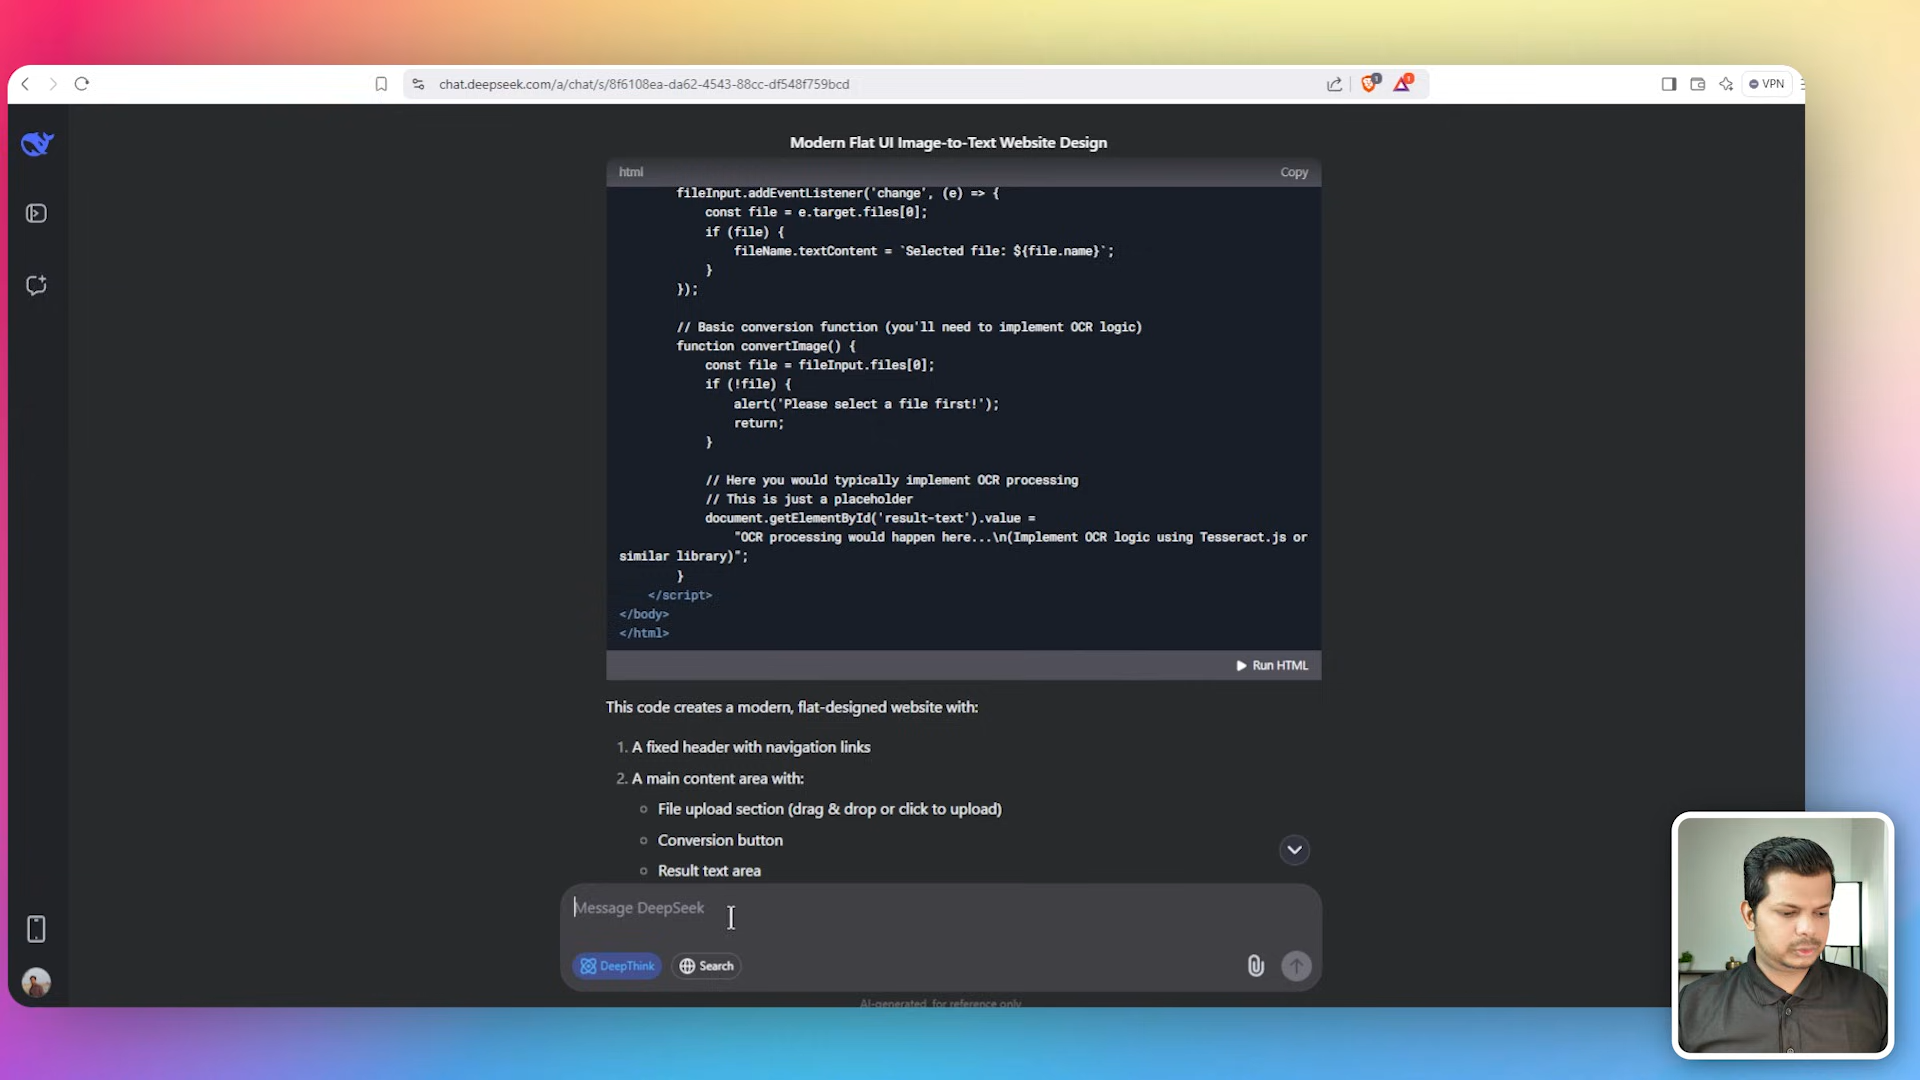 chat.deepseek.com/a/chat/s/8f6108ea-da62-4543-88cc-df548f759bcd
1
1
VPN
Modern Flat UI Image-to-Text Website Design
html
Copy
fileInput.addEventListener('change', (e) => {
const file = e.target.files[0];
if (file) {
fileName.textContent = `Selected file: ${file.name}`;
}
});
// Basic conversion function (you'll need to implement OCR logic)
function convertImage() {
const file = fileInput.files[0];
if (!file) {
alert('Please select a file first!');
return;
}
// Here you would typically implement OCR processing
// This is just a placeholder
document.getElementById('result-text').value =
"OCR processing would happen here...\n(Implement OCR logic using Tesseract.js or
similar library)";
}
</script>
</body>
</html>
Run HTML
This code creates a modern, flat-designed website with:
1. A fixed header with navigation links
2. A main content area with:
File upload section (drag & drop or click to upload)
Conversion button
Result text area
Message DeepSeek
DeepThink
Search
AI-generated, for reference only